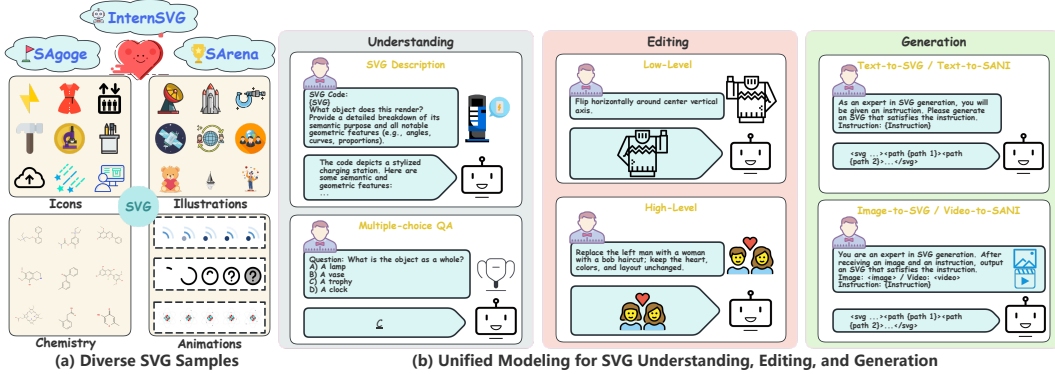 InternSVG
SAgoge
SArena
Icons
SVG
Illustrations
Chemistry
Animations
(a) Diverse SVG Samples
Understanding
SVG Description
SVG Code:
{SVG}
What object does this render?
Provide a detailed breakdown of its
semantic purpose and all notable
geometric features (e.g., angles,
curves, proportions).
The code depicts a stylized
charging station. Here are
some semantic and
geometric features:
...
Multiple-choice QA
Question: What is the object as a whole?
A) A lamp
B) A vase
C) A trophy
D) A clock
C
Editing
Low-Level
Flip horizontally around center vertical
axis.
High-Level
Replace the left man with a woman
with a bob haircut; keep the heart,
colors, and layout unchanged.
Generation
Text-to-SVG / Text-to-SANI
As an expert in SVG generation, you will
be given an instruction. Please generate
an SVG that satisfies the instruction.
Instruction: {Instruction}
<svg ...><path {path 1}><path
{path 2}>...</svg>
Image-to-SVG / Video-to-SANI
You are an expert in SVG generation. After
receiving an image and an instruction, output
an SVG that satisfies the instruction.
Image: <image> / Video: <video>
Instruction: {Instruction}
<svg ...><path {path 1}><path
{path 2}>...</svg>
(b) Unified Modeling for SVG Understanding, Editing, and Generation